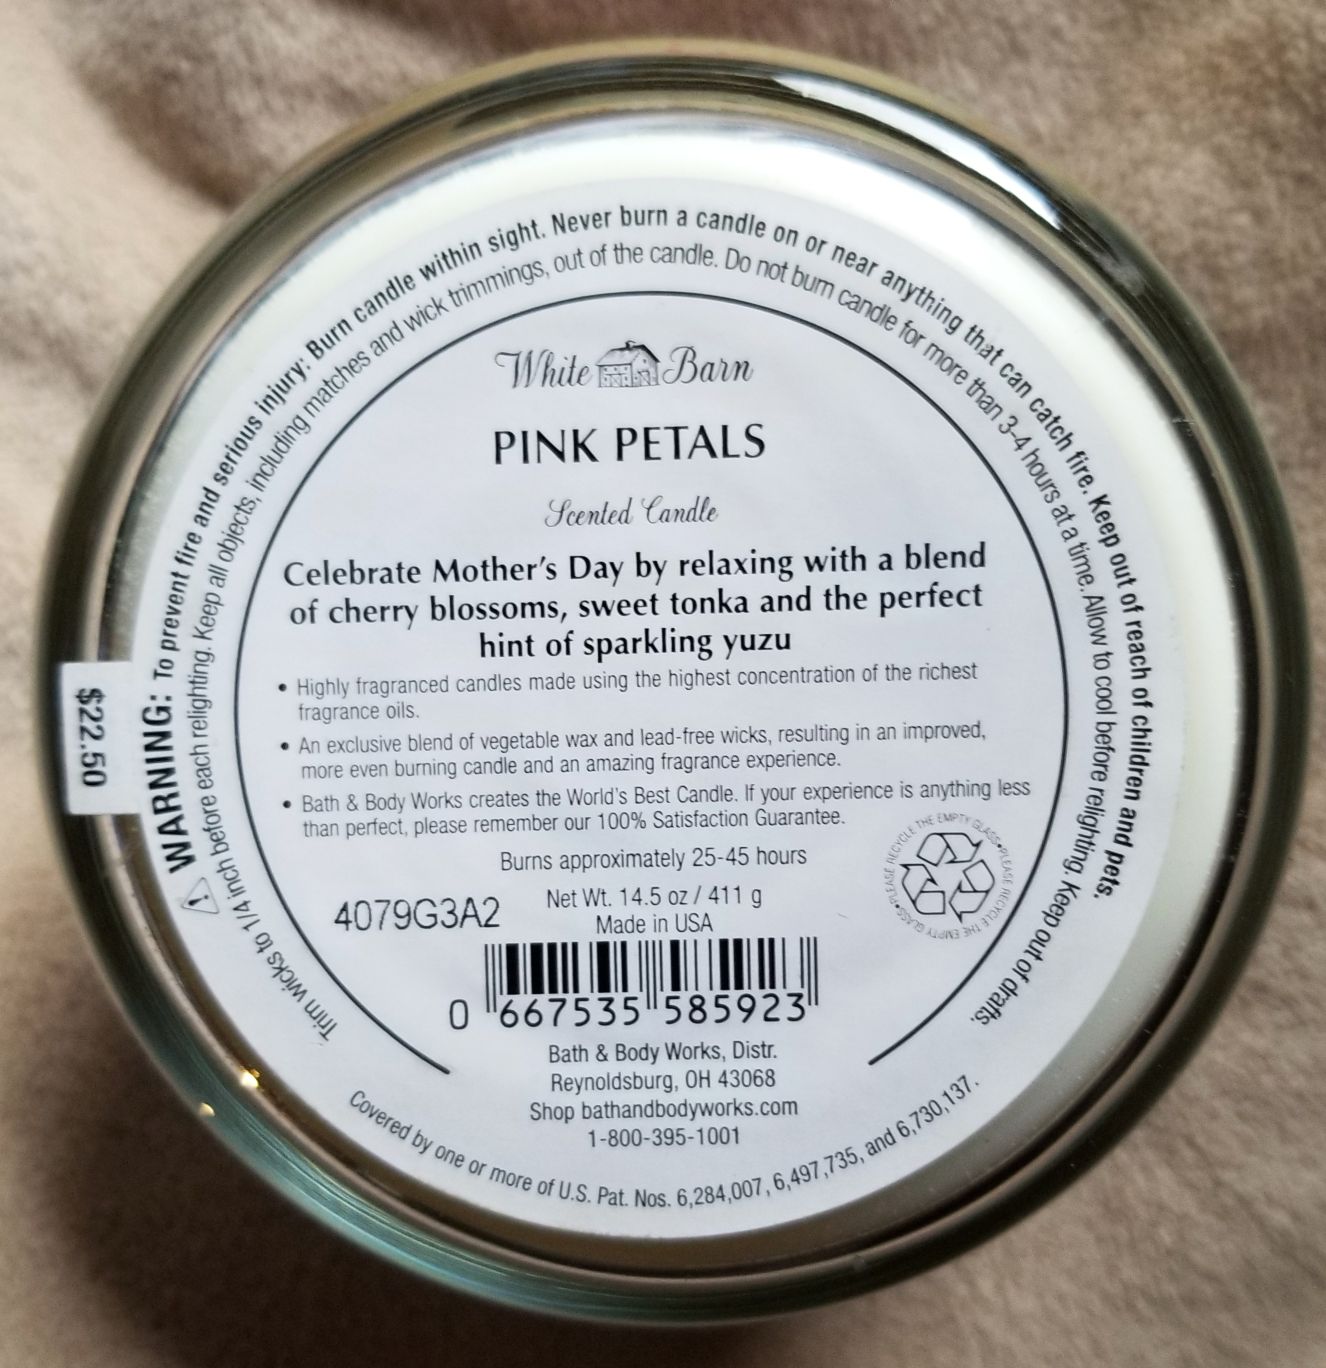 WARNING: To prevent fire and serious injury: Burn candle within sight. Never burn a candle on or near anything that can catch fire. Keep out of reach of children and pets.
Trim wicks to 1/4 inch before each relighting. Keep all objects, including matches and wick trimmings, out of the candle. Do not burn candle for more than 3-4 hours at a time. Allow to cool before relighting. Keep out of drafts.
White Barn
PINK PETALS
Scented Candle
Celebrate Mother's Day by relaxing with a blend
of cherry blossoms, sweet tonka and the perfect
hint of sparkling yuzu
• Highly fragranced candles made using the highest concentration of the richest
fragrance oils.
• An exclusive blend of vegetable wax and lead-free wicks, resulting in an improved,
more even burning candle and an amazing fragrance experience.
• Bath & Body Works creates the World's Best Candle. If your experience is anything less
than perfect, please remember our 100% Satisfaction Guarantee.
Burns approximately 25-45 hours
Net Wt. 14.5 oz / 411 g
Made in USA
4079G3A2
PLEASE RECYCLE THE EMPTY GLASS•PLEASE RECYCLE THE EMPTY GLASS•
0 667535 585923
Bath & Body Works, Distr.
Reynoldsburg, OH 43068
Shop bathandbodyworks.com
1-800-395-1001
Covered by one or more of U.S. Pat. Nos. 6,284,007, 6,497,735, and 6,730,137.
$22.50